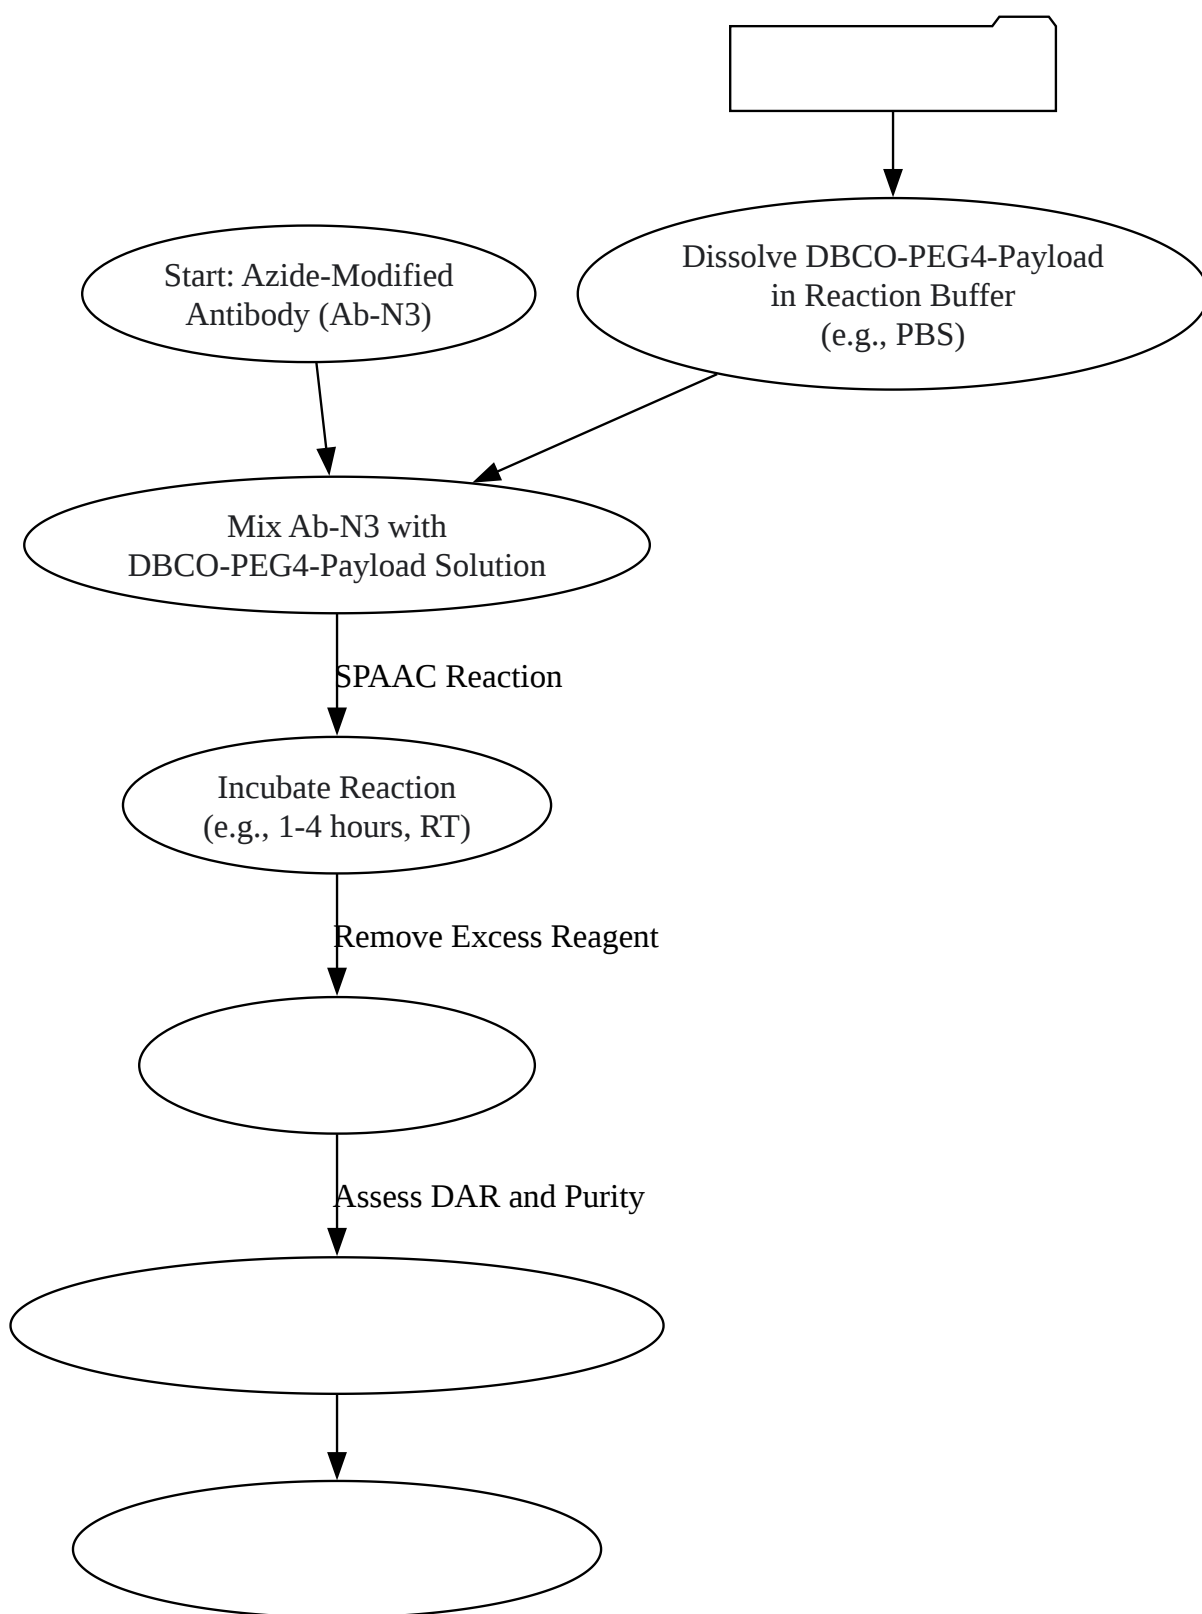 Start: Azide-Modified
Antibody (Ab-N3)
Dissolve DBCO-PEG4-Payload
in Reaction Buffer
(e.g., PBS)
Mix Ab-N3 with
DBCO-PEG4-Payload Solution
SPAAC Reaction
Incubate Reaction
(e.g., 1-4 hours, RT)
Remove Excess Reagent
Assess DAR and Purity